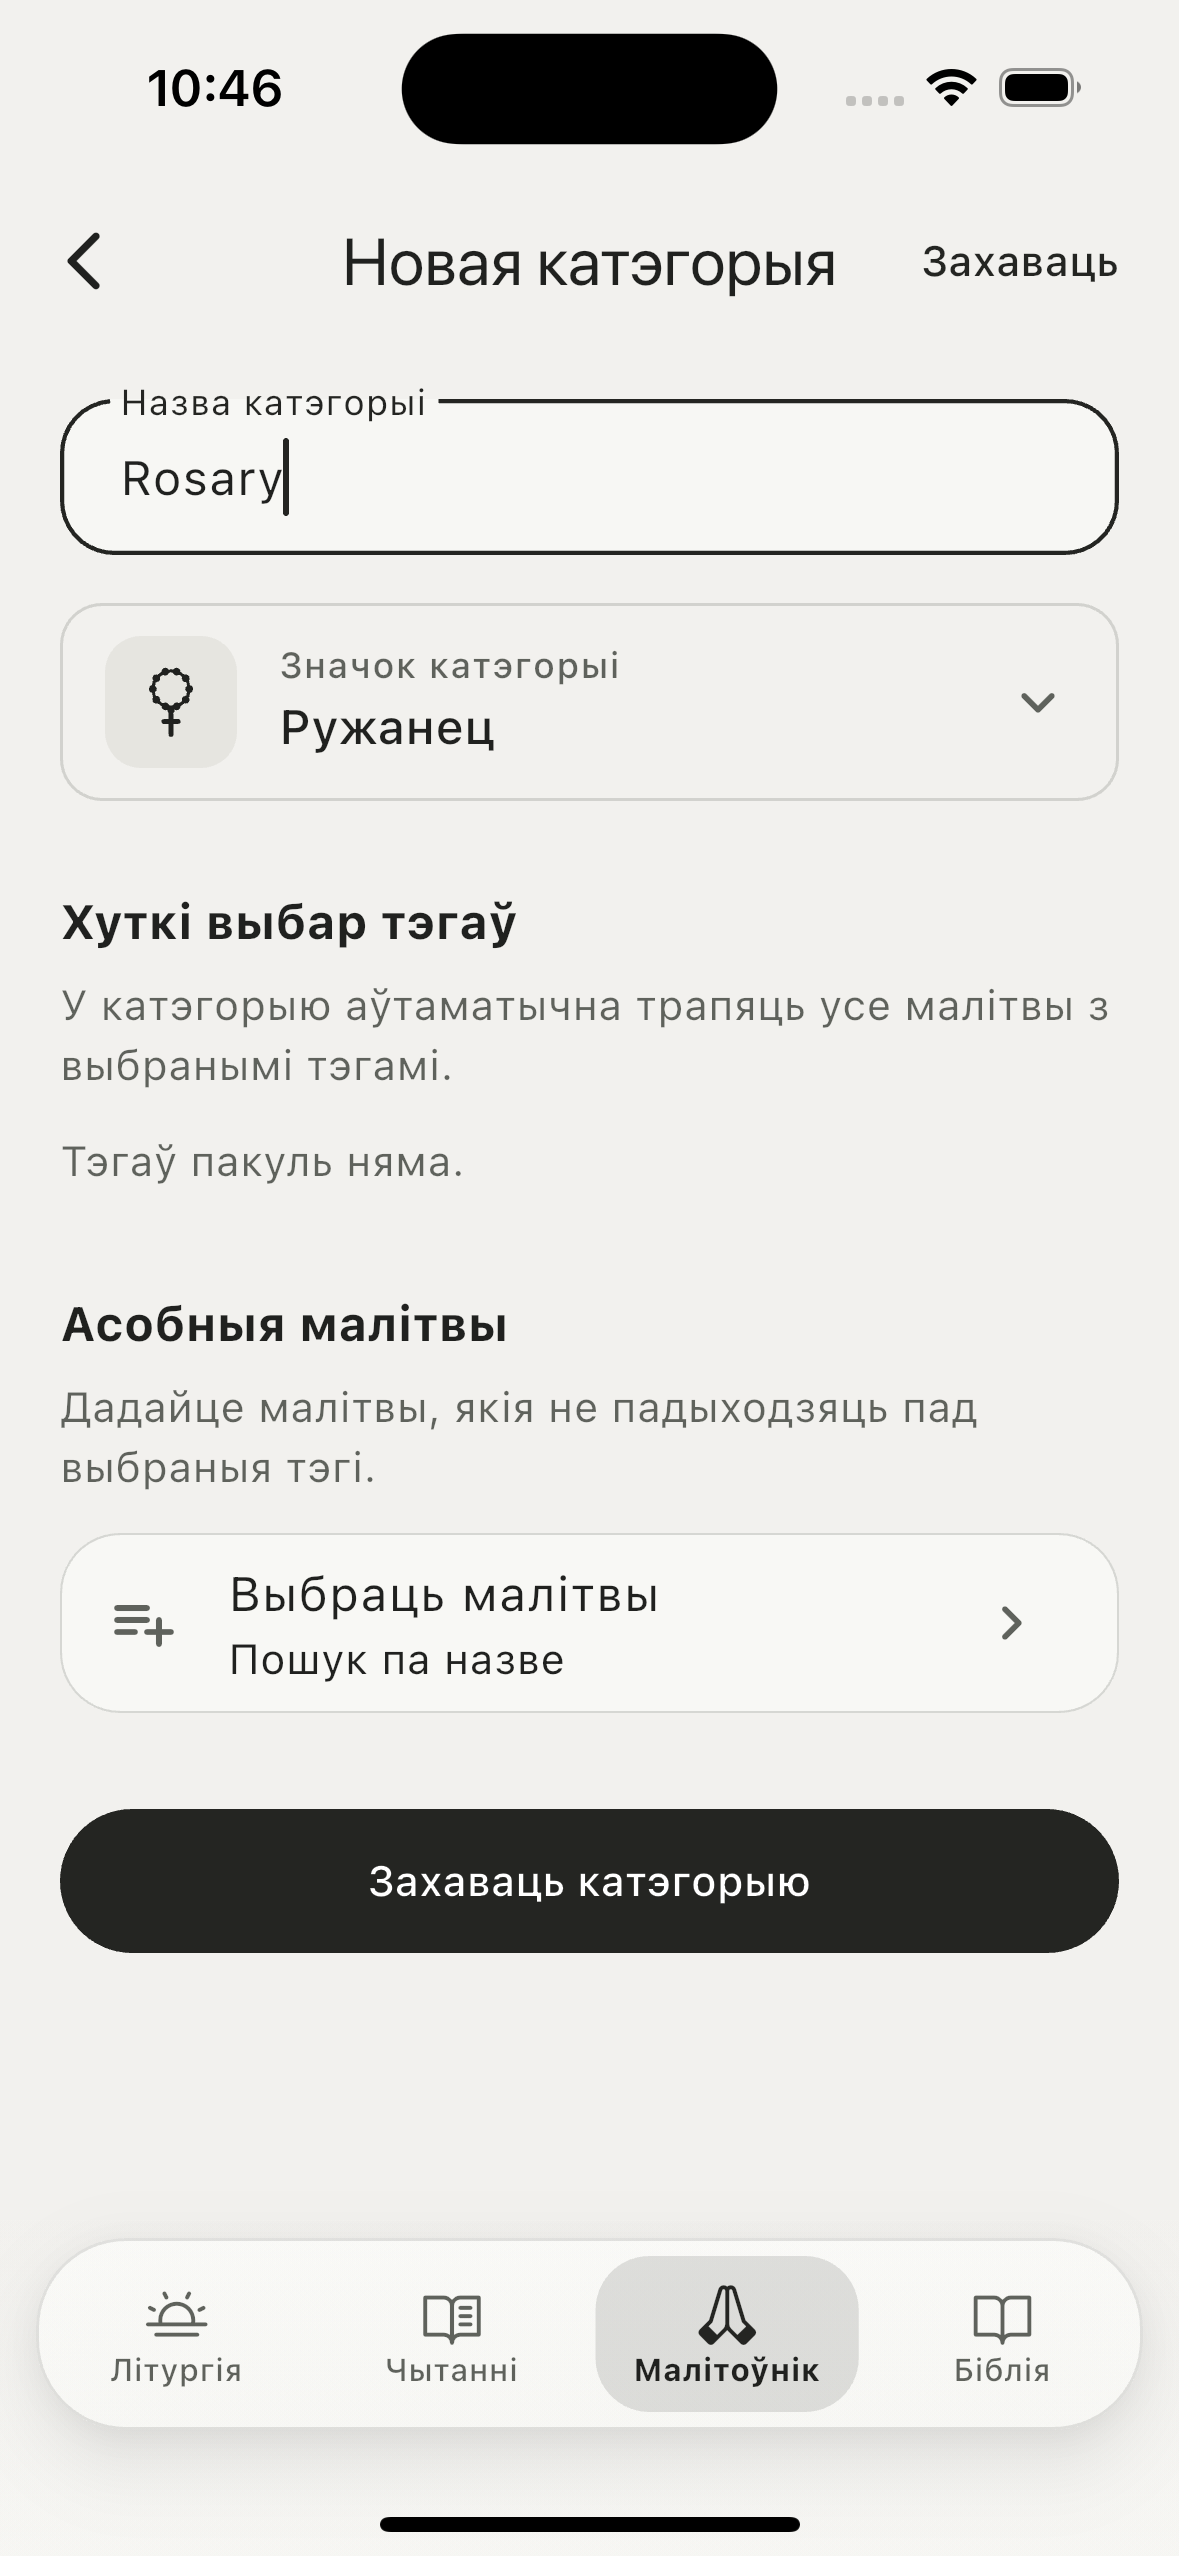 10:46
Новая катэгорыя
Захаваць
Назва катэгорыі
Rosary
Значок катэгорыі
Ружанец
Хуткі выбар тэгаў
У катэгорыю аўтаматычна трапяць усе малітвы з
выбранымі тэгамі.
Тэгаў пакуль няма.
Асобныя малітвы
Дадайце малітвы, якія не падыходзяць пад
выбраныя тэгі.
Выбраць малітвы
Пошук па назве
Захаваць катэгорыю
Літургія
Чытанні
Малітоўнік
Біблія